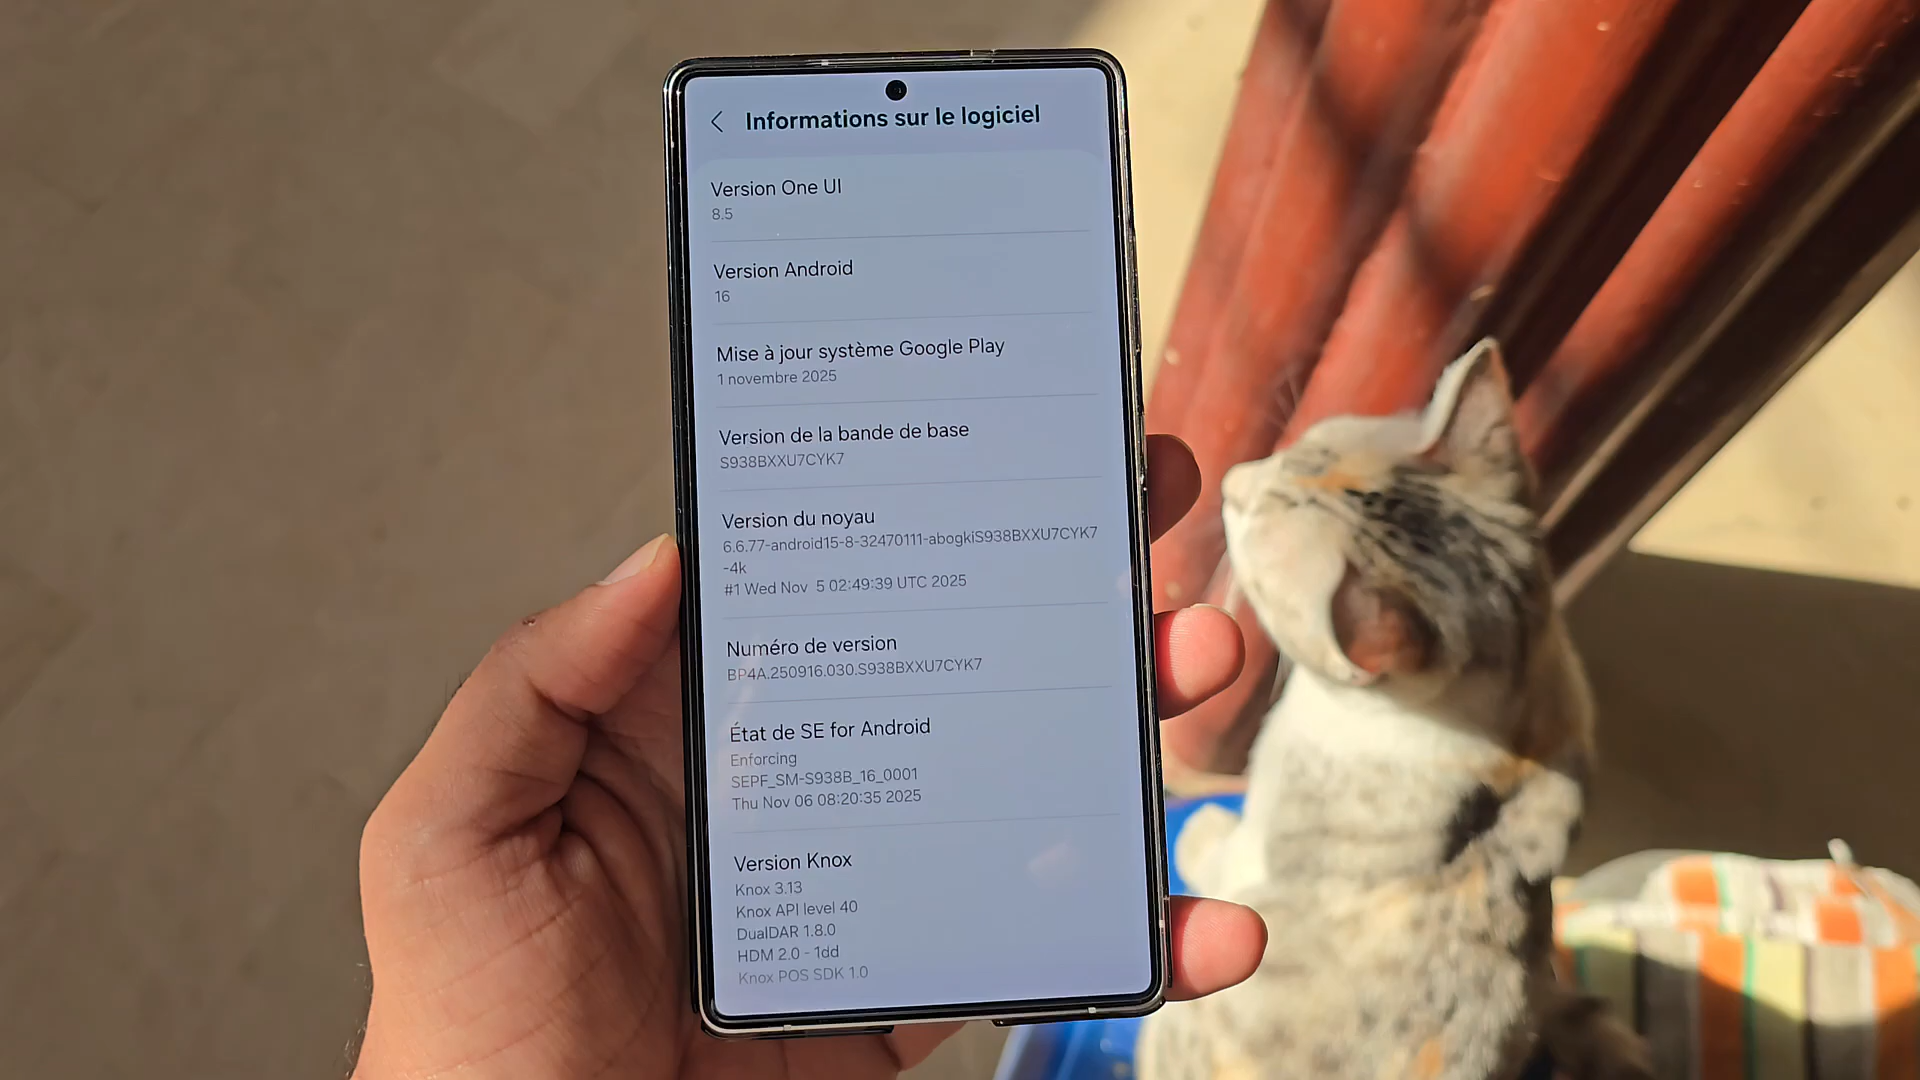 Informations sur le logiciel
Version One UI
8.5
Version Android
16
Mise à jour système Google Play
1 novembre 2025
Version de la bande de base
S938BXXU7CYK7
Version du noyau
6.6.77-android15-8-32470111-abogkiS938BXXU7CYK7
-4k
#1 Wed Nov  5 02:49:39 UTC 2025
Numéro de version
BP4A.250916.030.S938BXXU7CYK7
État de SE for Android
Enforcing
SEPF_SM-S938B_16_0001
Thu Nov 06 08:20:35 2025
Version Knox
Knox 3.13
Knox API level 40
DualDAR 1.8.0
HDM 2.0 - 1dd
Knox POS SDK 1.0